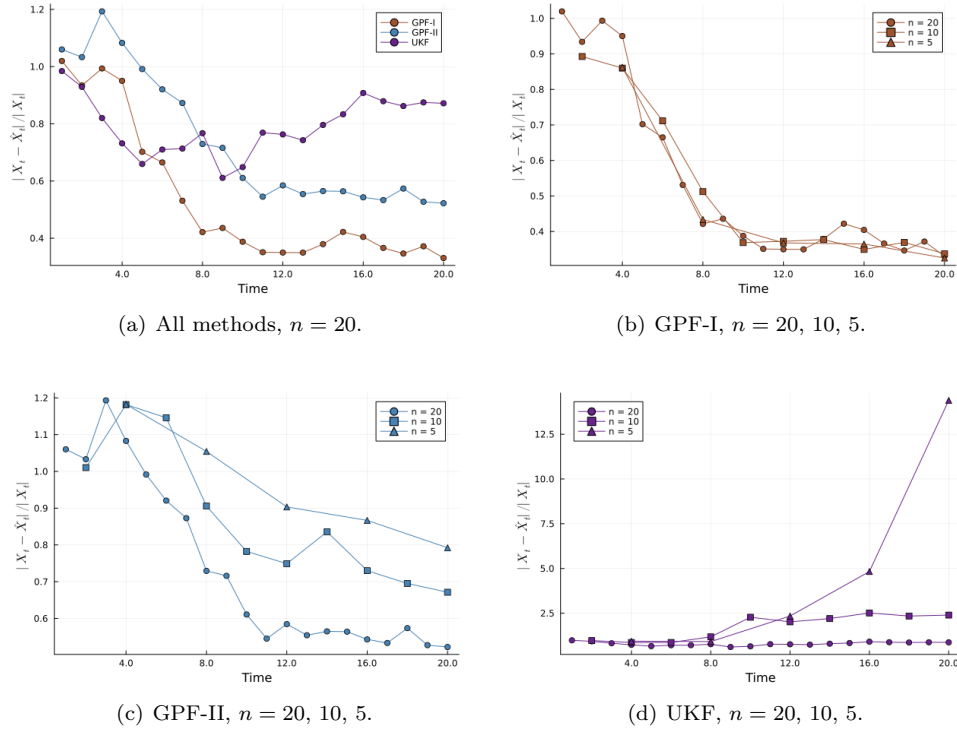 1.2
1.0
0.8
0.6
0.4
4.0 8.0 12.0 16.0 20.0
Time
| X_t − X̂_t| /| X_t|
GPF-I
GPF-II
UKF
(a) All methods, n = 20.
1.0
0.9
0.8
0.7
0.6
0.5
0.4
4.0 8.0 12.0 16.0 20.0
Time
| X_t − X̂_t| /| X_t|
n = 20
n = 10
n = 5
(b) GPF-I, n = 20, 10, 5.
1.2
1.1
1.0
0.9
0.8
0.7
0.6
4.0 8.0 12.0 16.0 20.0
Time
| X_t − X̂_t| /| X_t|
n = 20
n = 10
n = 5
(c) GPF-II, n = 20, 10, 5.
12.5
10.0
7.5
5.0
2.5
4.0 8.0 12.0 16.0 20.0
Time
| X_t − X̂_t| /| X_t|
n = 20
n = 10
n = 5
(d) UKF, n = 20, 10, 5.